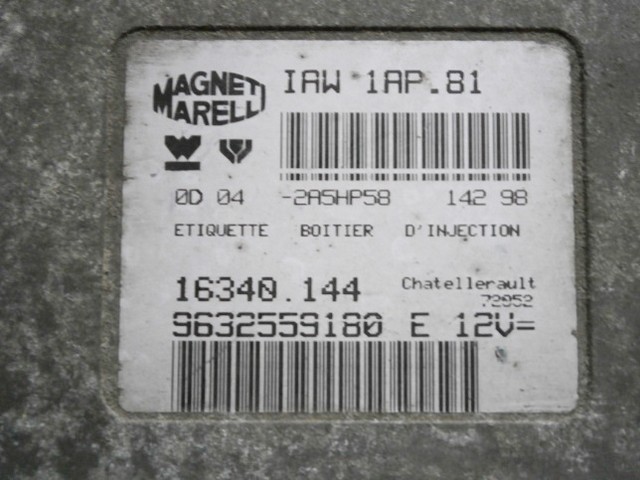 MAGNETI
MARELLI
IAW 1AP.81
0D 04 -2A5HP58 142 98
ETIQUETTE BOITIER D'INJECTION
16340.144
Chatellerault
72052
9632559180 E 12V=